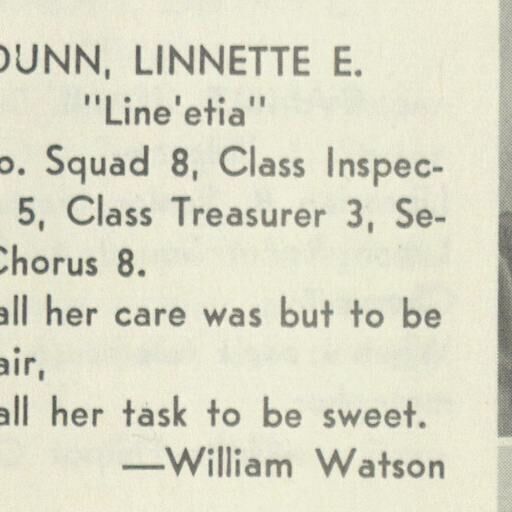 DUNN, LINNETTE E.
"Line'etia"
o. Squad 8, Class Inspec-
5, Class Treasurer 3, Se-
Chorus 8.
all her care was but to be
air,
all her task to be sweet.
—William Watson